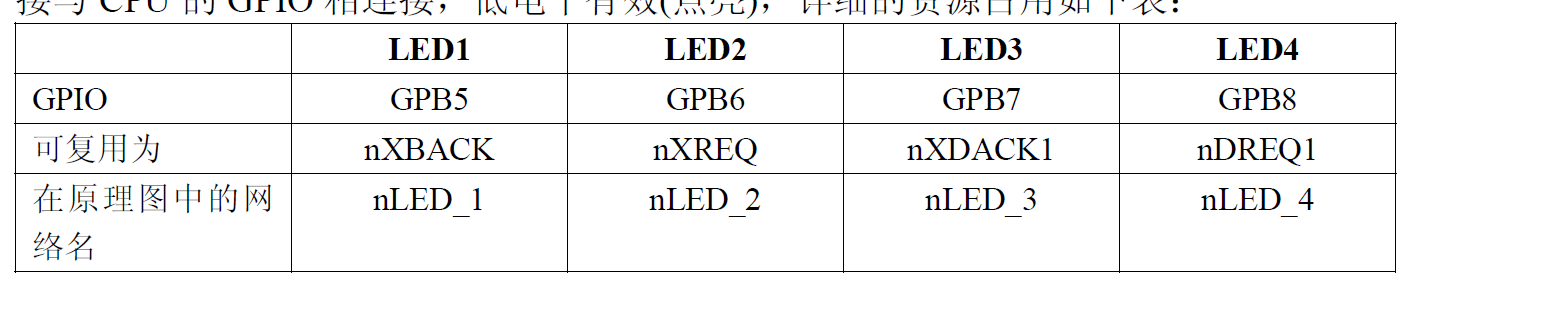 接与 CPU 的 GPIO 相连接，低电平有效(点亮)，详细的资源占用如下表：
LED1 LED2 LED3 LED4
GPIO GPB5 GPB6 GPB7 GPB8
可复用为 nXBACK nXREQ nXDACK1 nDREQ1
在原理图中的网 nLED_1 nLED_2 nLED_3 nLED_4
络名